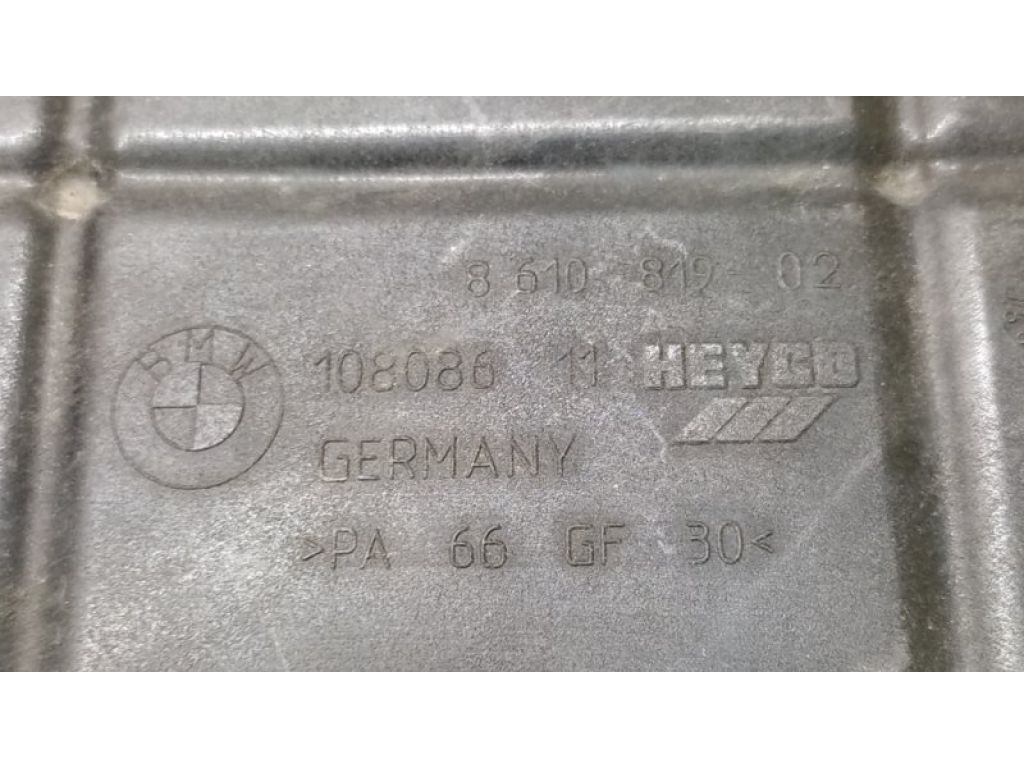 8 610 819-02
BMW
108086 11 HEYCO
GERMANY
>PA 66 GF 30<